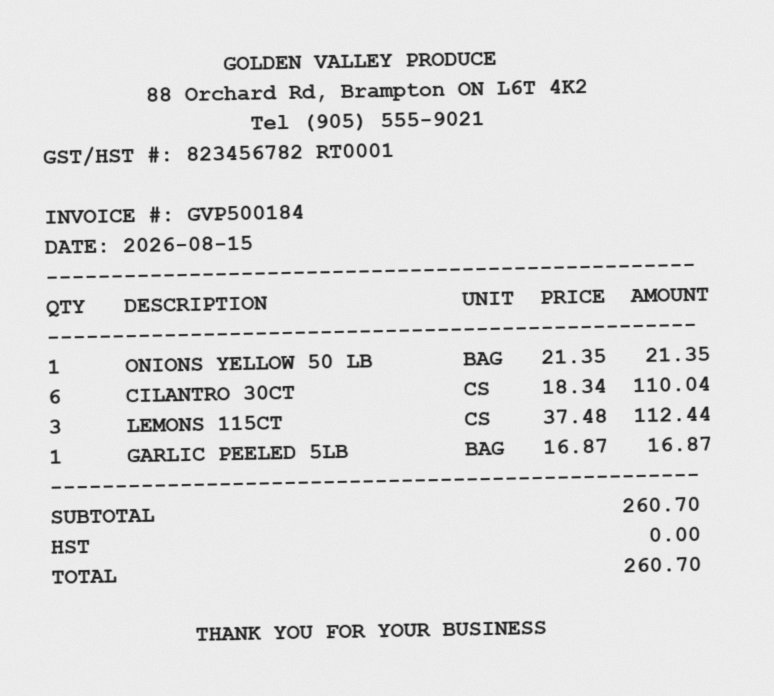 GOLDEN VALLEY PRODUCE
88 Orchard Rd, Brampton ON L6T 4K2
Tel (905) 555-9021
GST/HST #: 823456782 RT0001
INVOICE #: GVP500184
DATE: 2026-08-15
--------------------------------------------------
QTY DESCRIPTION UNIT PRICE AMOUNT
--------------------------------------------------
1 ONIONS YELLOW 50 LB BAG 21.35 21.35
6 CILANTRO 30CT CS 18.34 110.04
3 LEMONS 115CT CS 37.48 112.44
1 GARLIC PEELED 5LB BAG 16.87 16.87
--------------------------------------------------
SUBTOTAL 260.70
HST 0.00
TOTAL 260.70
THANK YOU FOR YOUR BUSINESS